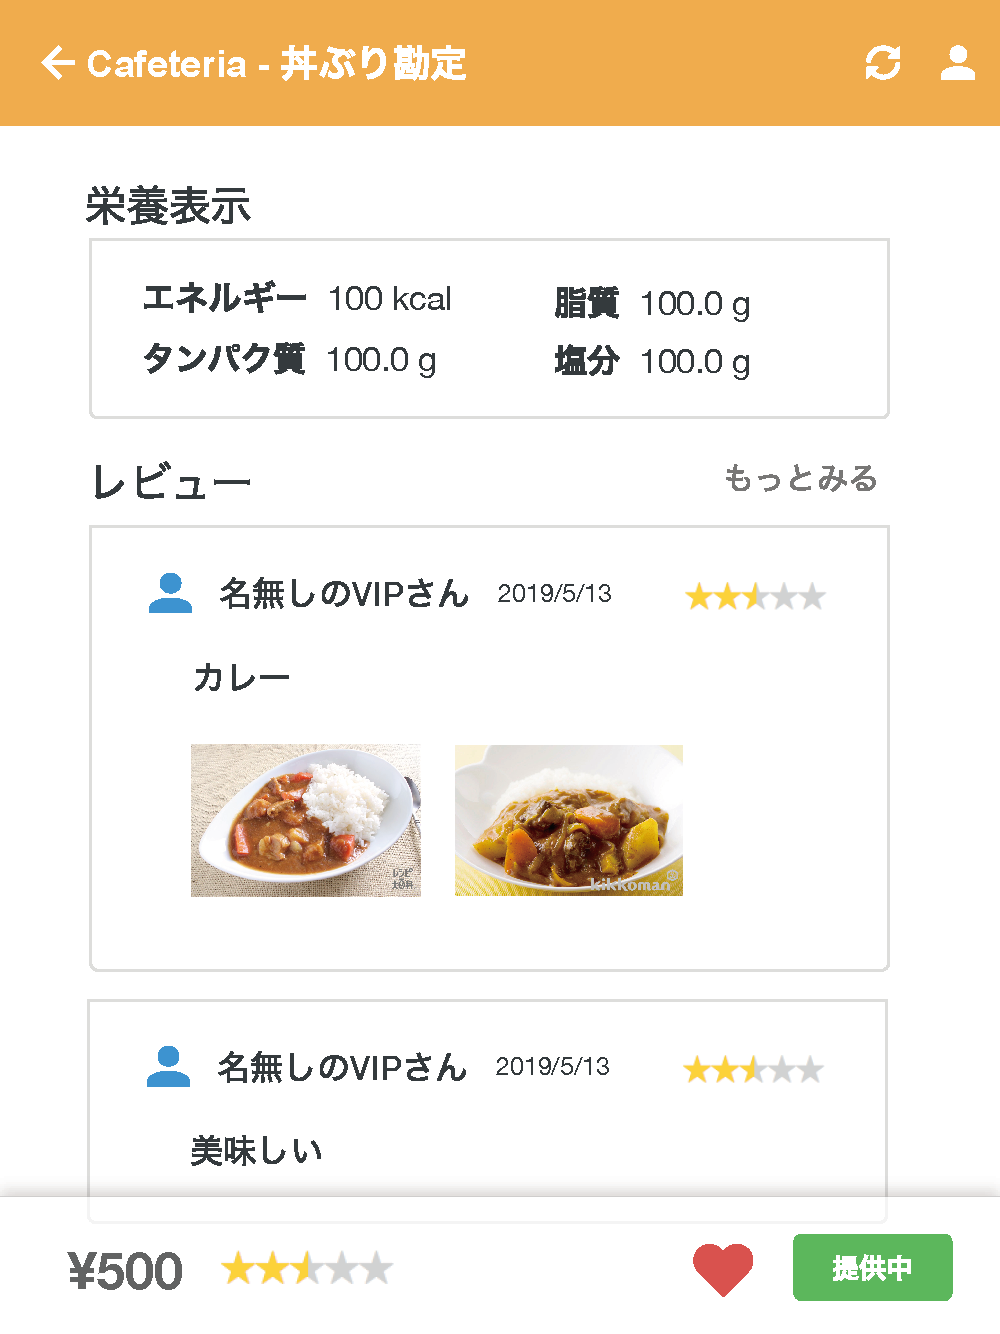 Cafeteria - 丼ぶり勘定
栄養表示
エネルギー 100 kcal 脂質 100.0 g
タンパク質 100.0 g 塩分 100.0 g
レビュー もっとみる
名無しのVIPさん 2019/5/13
カレー
レシピ大百科
kikkoman
名無しのVIPさん 2019/5/13
美味しい
¥500 提供中